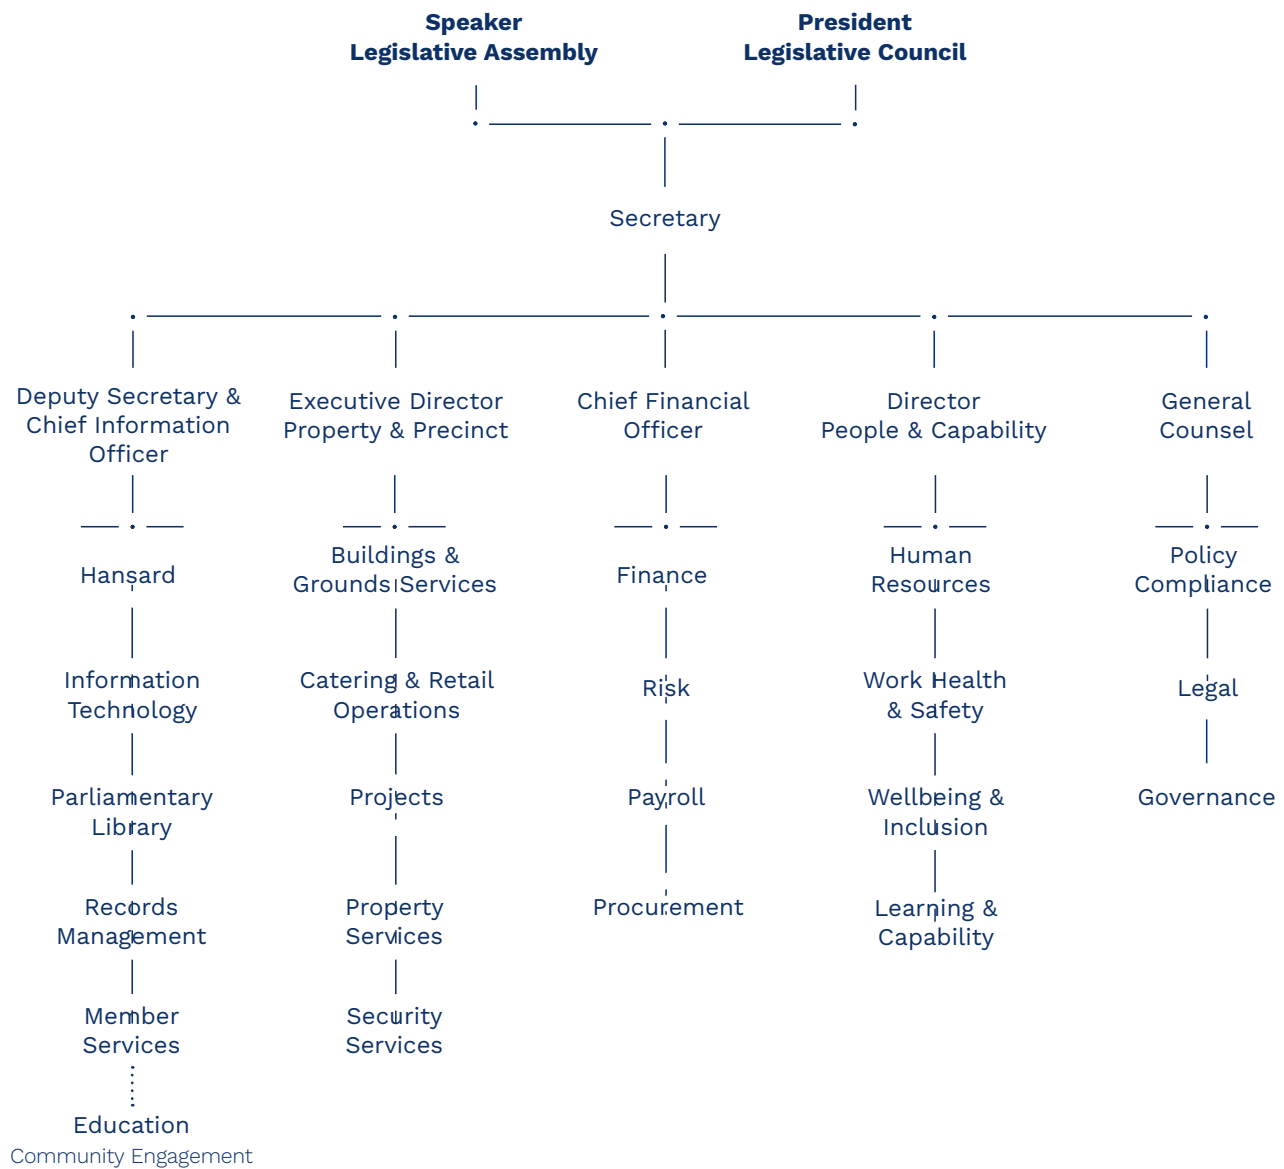 Speaker
Legislative Assembly
President
Legislative Council
Secretary
Deputy Secretary &
Chief Information
Officer
Executive Director
Property & Precinct
Chief Financial
Officer
Director
People & Capability
General
Counsel
Hansard
Information
Technology
Parliamentary
Library
Records
Management
Member
Services
Education
Community Engagement
Buildings &
Grounds Services
Catering & Retail
Operations
Projects
Property
Services
Security
Services
Finance
Risk
Payroll
Procurement
Human
Resources
Work Health
& Safety
Wellbeing &
Inclusion
Learning &
Capability
Policy
Compliance
Legal
Governance